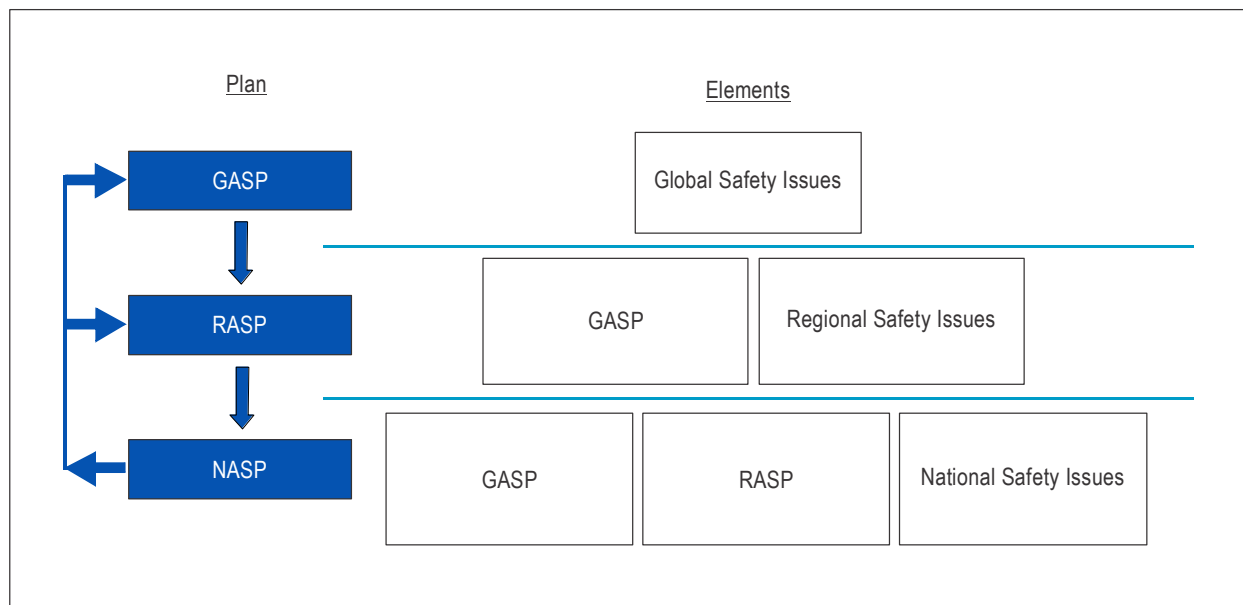 Plan
Elements
GASP
Global Safety Issues
RASP
GASP
Regional Safety Issues
NASP
GASP
RASP
National Safety Issues